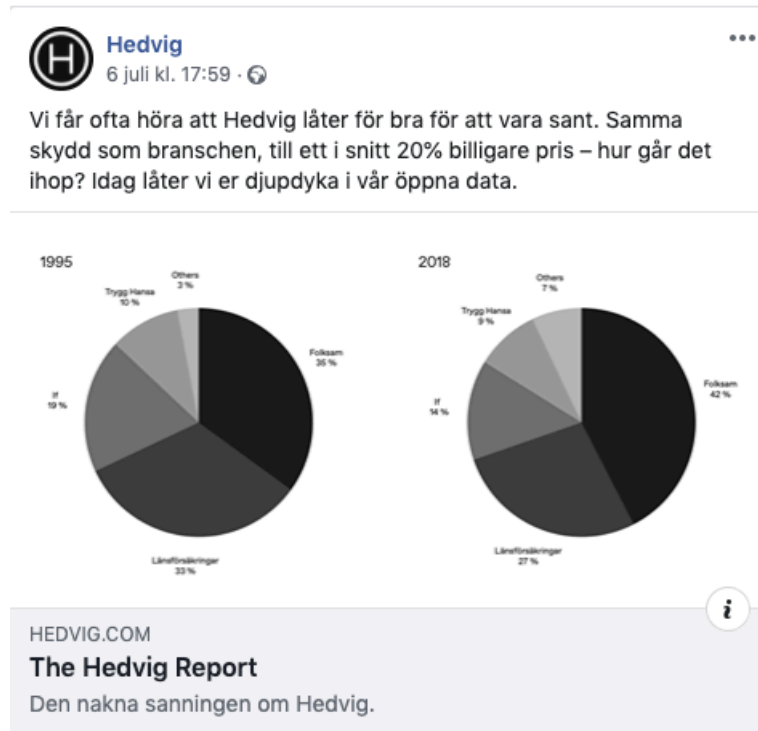 Hedvig
6 juli kl. 17:59 ·
Vi får ofta höra att Hedvig låter för bra för att vara sant. Samma
skydd som branschen, till ett i snitt 20% billigare pris – hur går det
ihop? Idag låter vi er djupdyka i vår öppna data.
1995
Others
3 %
Trygg Hansa
10 %
Folksam
35 %
If
19 %
Länsförsäkringar
33 %
2018
Others
7 %
Trygg Hansa
9 %
Folksam
42 %
If
14 %
Länsförsäkringar
27 %
HEDVIG.COM
The Hedvig Report
Den nakna sanningen om Hedvig.